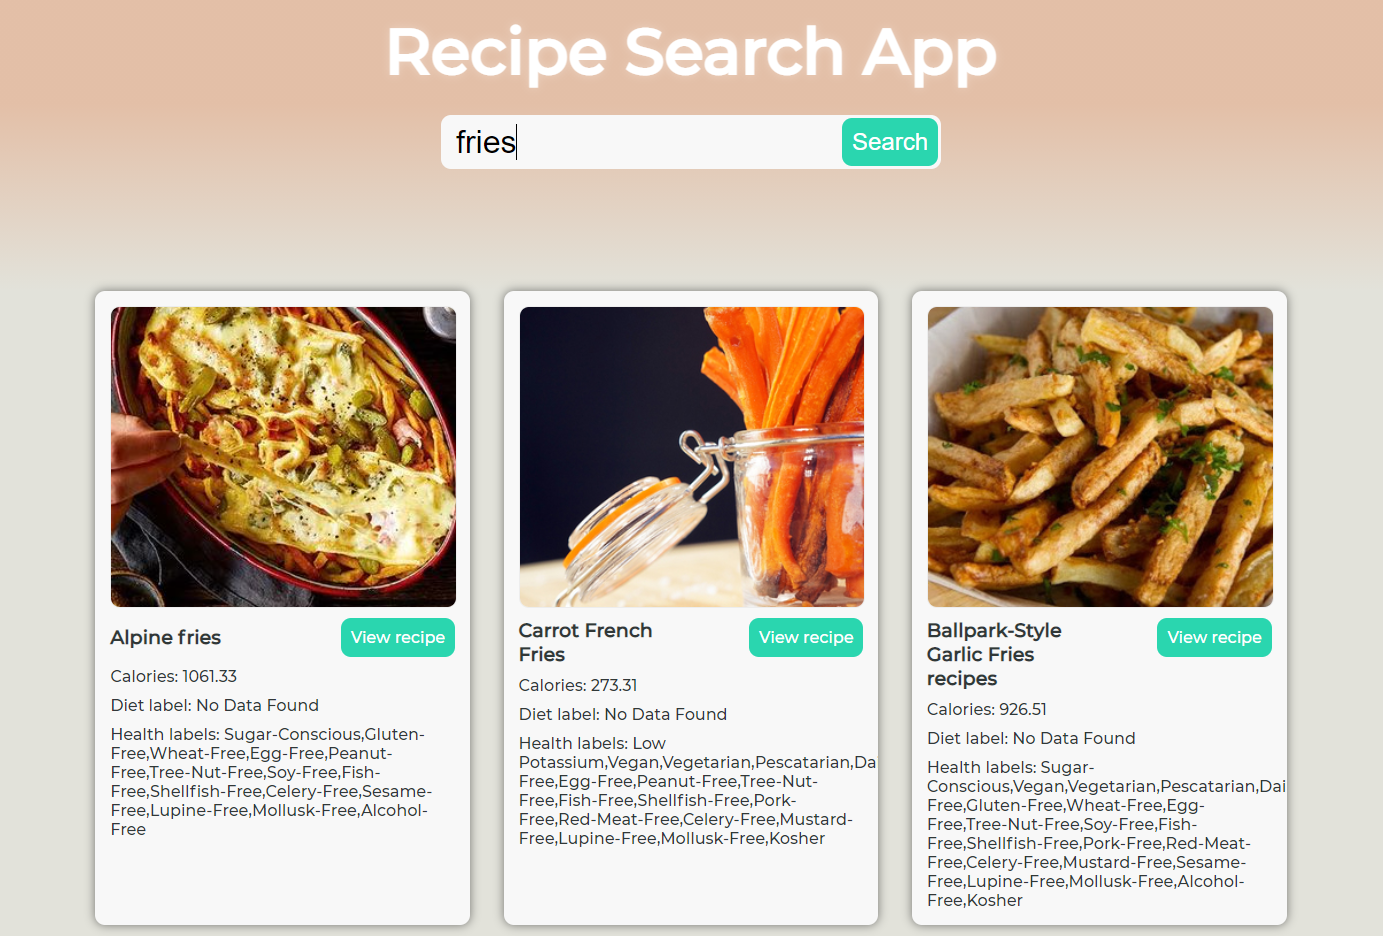 Recipe Search App
fries
Search
Alpine fries
View recipe
Calories: 1061.33
Diet label: No Data Found
Health labels: Sugar-Conscious,Gluten-
Free,Wheat-Free,Egg-Free,Peanut-
Free,Tree-Nut-Free,Soy-Free,Fish-
Free,Shellfish-Free,Celery-Free,Sesame-
Free,Lupine-Free,Mollusk-Free,Alcohol-
Free
Carrot French
Fries
View recipe
Calories: 273.31
Diet label: No Data Found
Health labels: Low
Potassium,Vegan,Vegetarian,Pescatarian,Da
Free,Egg-Free,Peanut-Free,Tree-Nut-
Free,Fish-Free,Shellfish-Free,Pork-
Free,Red-Meat-Free,Celery-Free,Mustard-
Free,Lupine-Free,Mollusk-Free,Kosher
Ballpark-Style
Garlic Fries
recipes
View recipe
Calories: 926.51
Diet label: No Data Found
Health labels: Sugar-
Conscious,Vegan,Vegetarian,Pescatarian,Dai
Free,Gluten-Free,Wheat-Free,Egg-
Free,Peanut-Free,Tree-Nut-Free,Soy-Free,Fish-
Free,Shellfish-Free,Pork-Free,Red-Meat-
Free,Celery-Free,Mustard-Free,Sesame-
Free,Lupine-Free,Mollusk-Free,Alcohol-
Free,Kosher